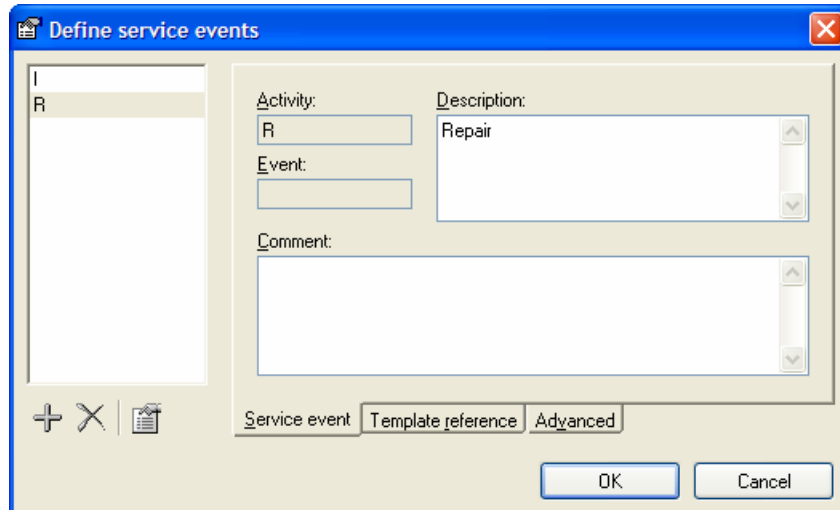 Define service events
I
R
Activity:
Description:
R
Repair
Event:
Comment:
Service event
Template reference
Advanced
OK
Cancel